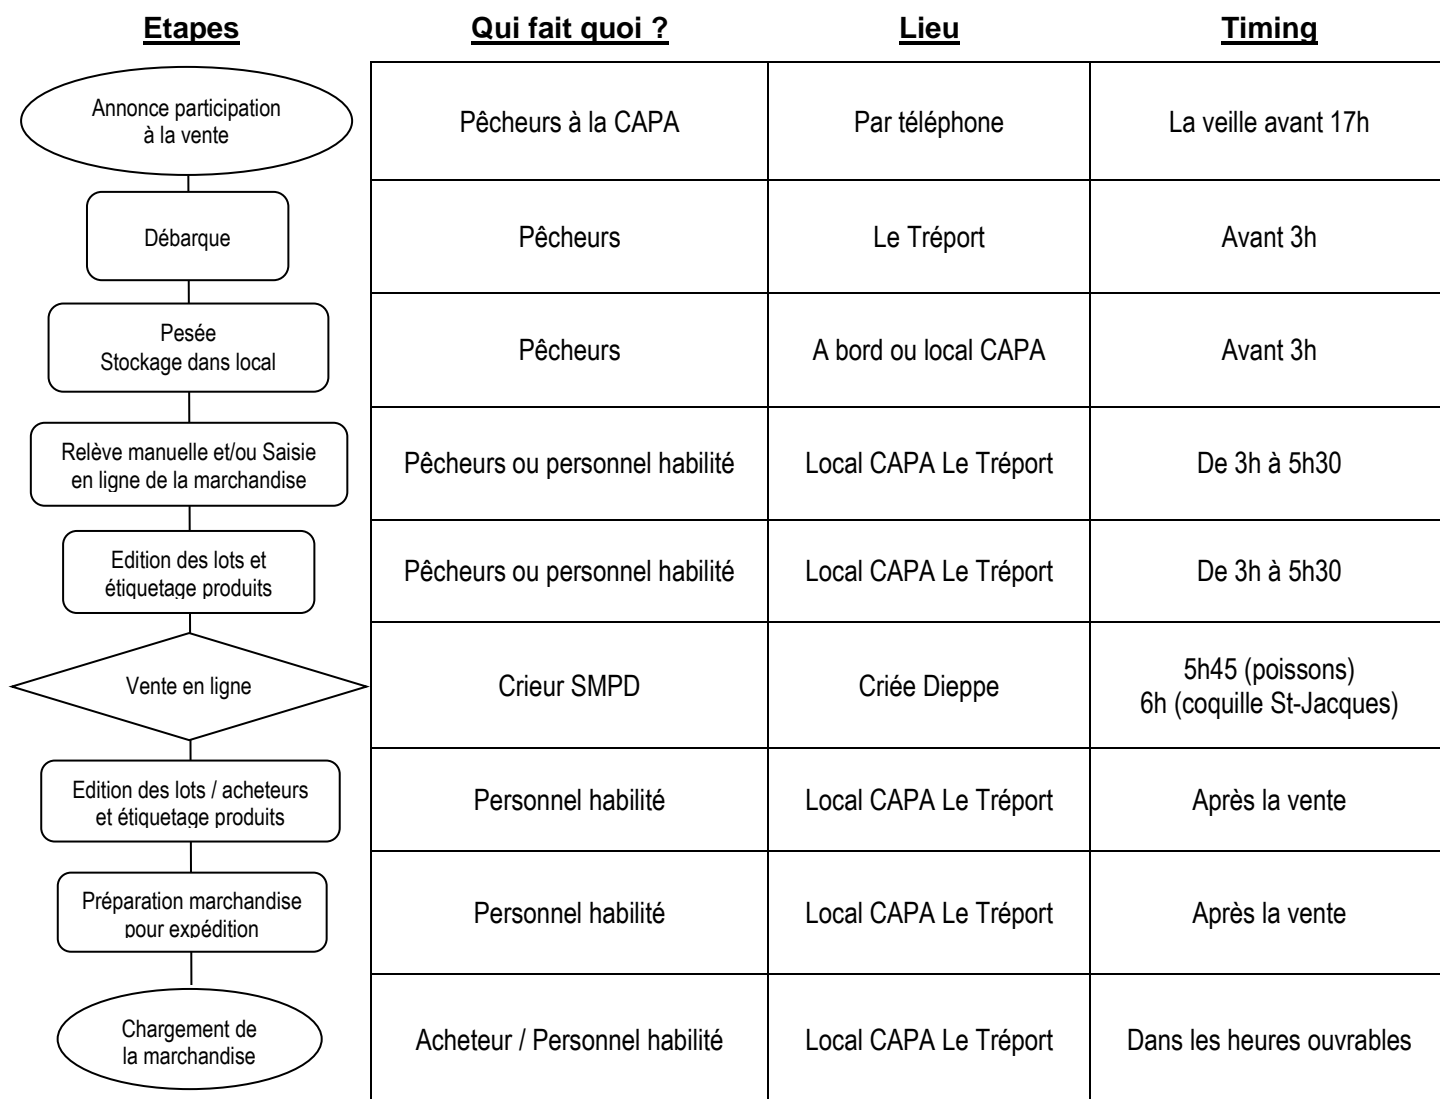 Etapes
Qui fait quoi ?
Lieu
Timing
Annonce participation
à la vente
Pêcheurs à la CAPA
Par téléphone
La veille avant 17h
Débarque
Pêcheurs
Le Tréport
Avant 3h
Pesée
Stockage dans local
Pêcheurs
A bord ou local CAPA
Avant 3h
Relève manuelle et/ou Saisie
en ligne de la marchandise
Pêcheurs ou personnel habilité
Local CAPA Le Tréport
De 3h à 5h30
Edition des lots et
étiquetage produits
Pêcheurs ou personnel habilité
Local CAPA Le Tréport
De 3h à 5h30
Vente en ligne
Crieur SMPD
Criée Dieppe
5h45 (poissons)
6h (coquille St-Jacques)
Edition des lots / acheteurs
et étiquetage produits
Personnel habilité
Local CAPA Le Tréport
Après la vente
Préparation marchandise
pour expédition
Personnel habilité
Local CAPA Le Tréport
Après la vente
Chargement de
la marchandise
Acheteur / Personnel habilité
Local CAPA Le Tréport
Dans les heures ouvrables